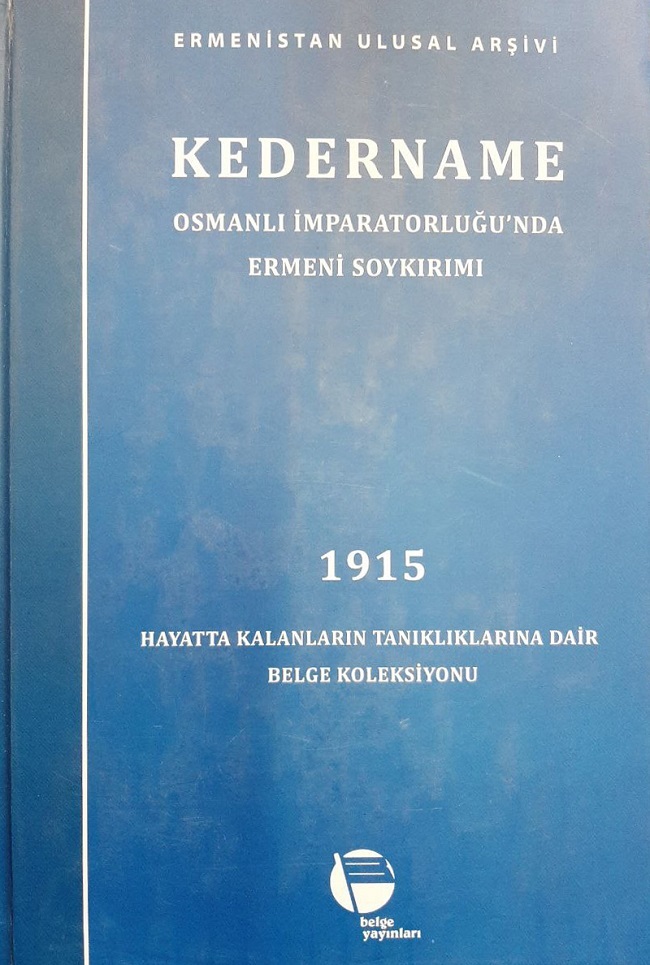 ERMENİSTAN ULUSAL ARŞİVİ
KEDERNAME
OSMANLI İMPARATORLUĞU'NDA
ERMENİ SOYKIRIMI
1915
HAYATTA KALANLARIN TANIKLIKLARINA DAİR
BELGE KOLEKSİYONU
belge
yayınları